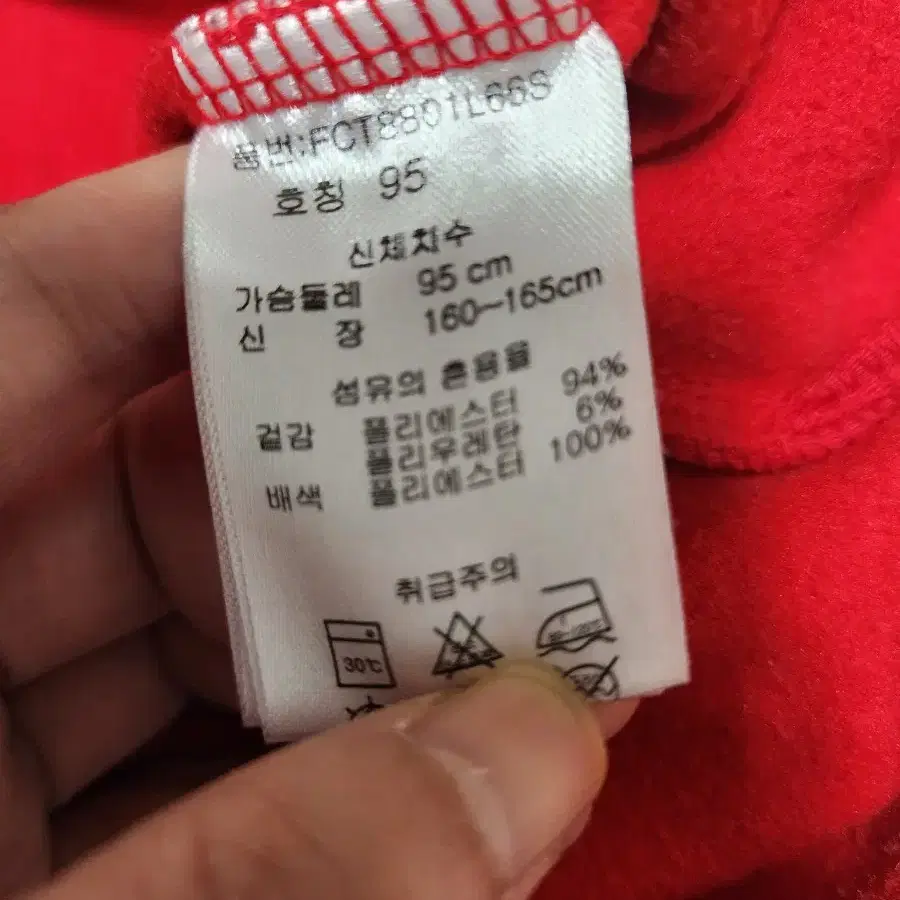 품번:FCT8801L66S
호칭 95
신체치수
가슴둘레 95 cm
신 장 160~165cm
섬유의 혼용율
겉감 폴리에스터 94%
폴리우레탄 6%
배색 폴리에스터 100%
취급주의
30℃